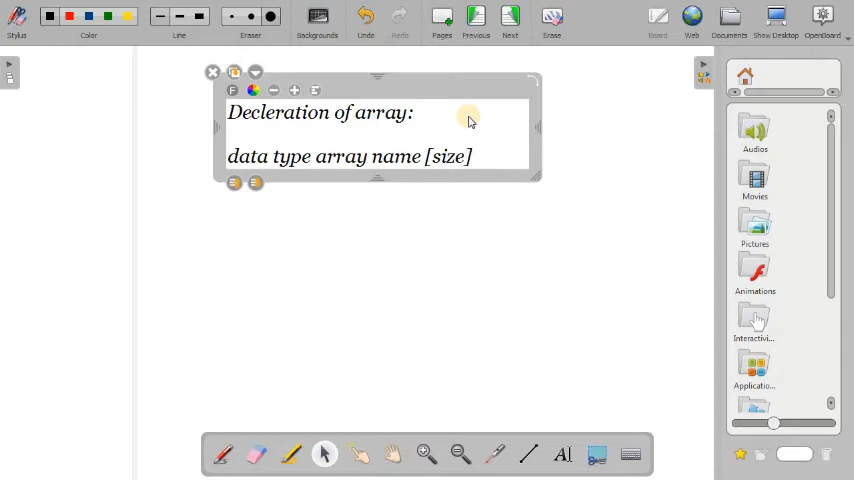 Stylus
Color
Line
Eraser
Backgrounds
Undo
Redo
Pages
Previous
Next
Erase
Board
Web
Documents
Show Desktop
OpenBoard
F
Decleration of array:
data type array name [size]
Audios
Movies
Pictures
Animations
Interactivi...
Applicatio...
AI